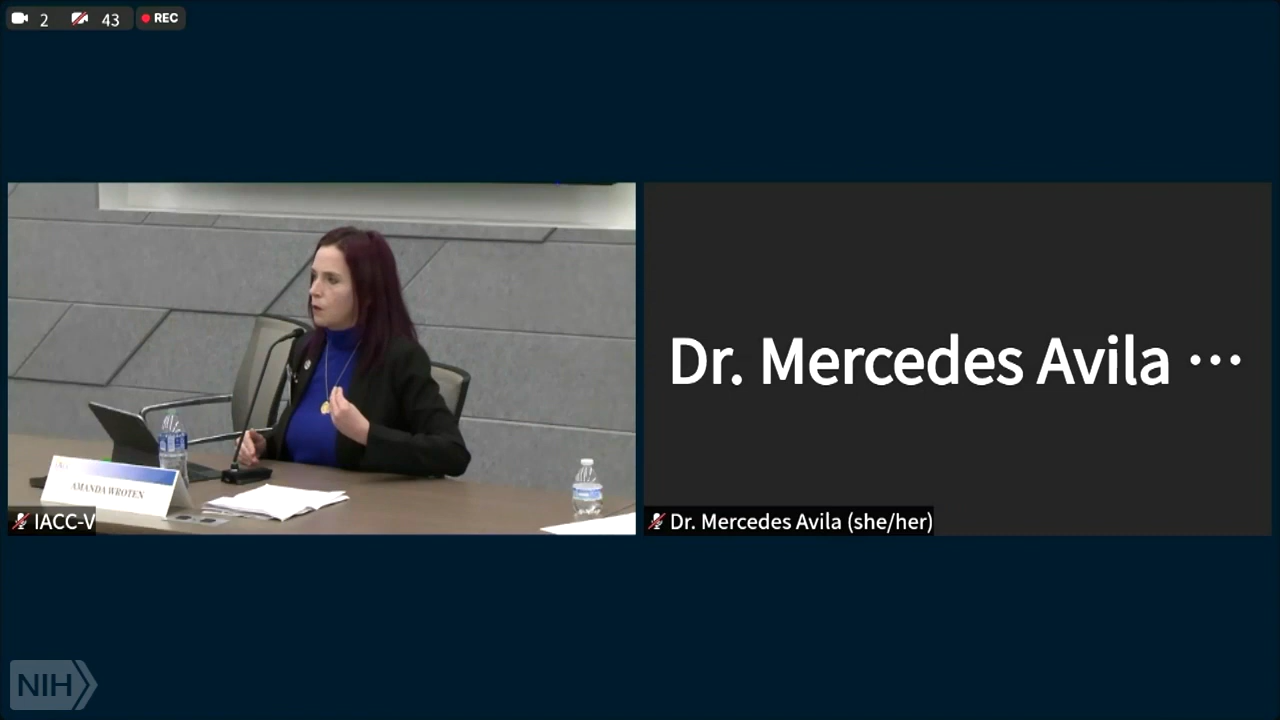 2 43 REC
Dr. Mercedes Avila ...
AMANDA WROTEN
IACC-V
Dr. Mercedes Avila (she/her)
NIH